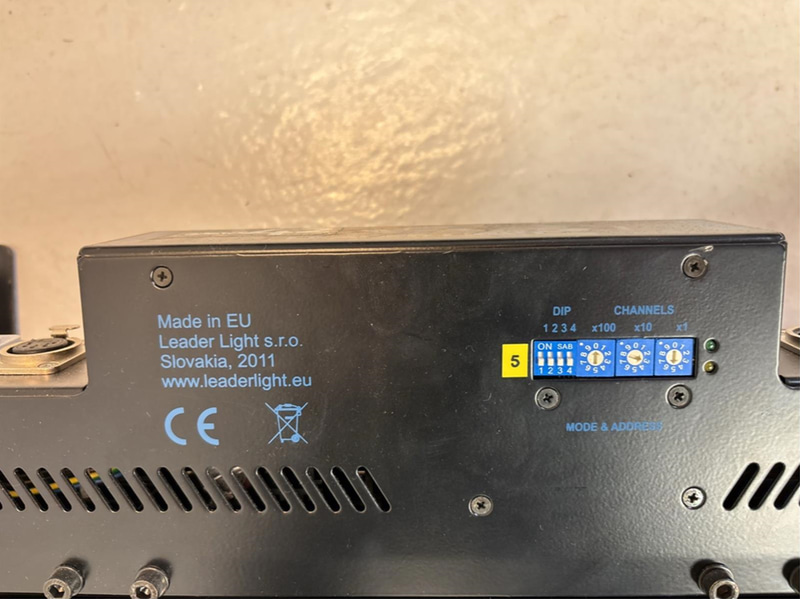 Made in EU
Leader Light s.r.o.
Slovakia, 2011
www.leaderlight.eu
CE
5
DIP CHANNELS
1 2 3 4 x100 x10 x1
ON SAB
1 2 3 4
MODE & ADDRESS